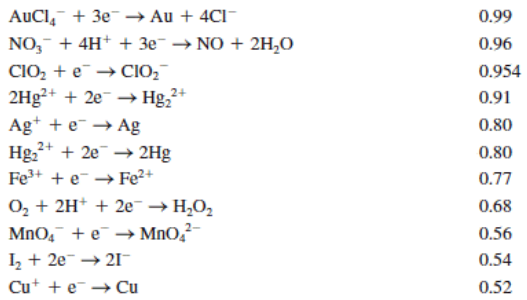 AuCl₄⁻ + 3e⁻ → Au + 4Cl⁻ 0.99
NO₃⁻ + 4H⁺ + 3e⁻ → NO + 2H₂O 0.96
ClO₂ + e⁻ → ClO₂⁻ 0.954
2Hg²⁺ + 2e⁻ → Hg₂²⁺ 0.91
Ag⁺ + e⁻ → Ag 0.80
Hg₂²⁺ + 2e⁻ → 2Hg 0.80
Fe³⁺ + e⁻ → Fe²⁺ 0.77
O₂ + 2H⁺ + 2e⁻ → H₂O₂ 0.68
MnO₄⁻ + e⁻ → MnO₄²⁻ 0.56
I₂ + 2e⁻ → 2I⁻ 0.54
Cu⁺ + e⁻ → Cu 0.52